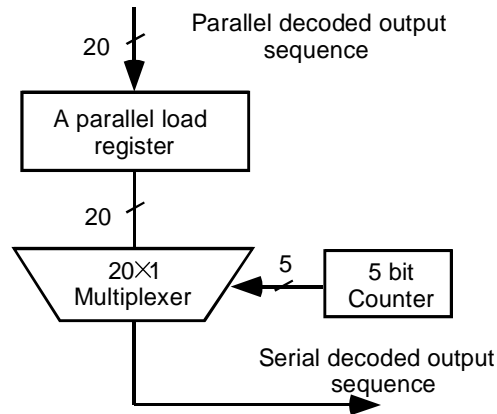 Parallel decoded output
sequence
20
A parallel load
register
20
20×1
Multiplexer
5
5 bit
Counter
Serial decoded output
sequence